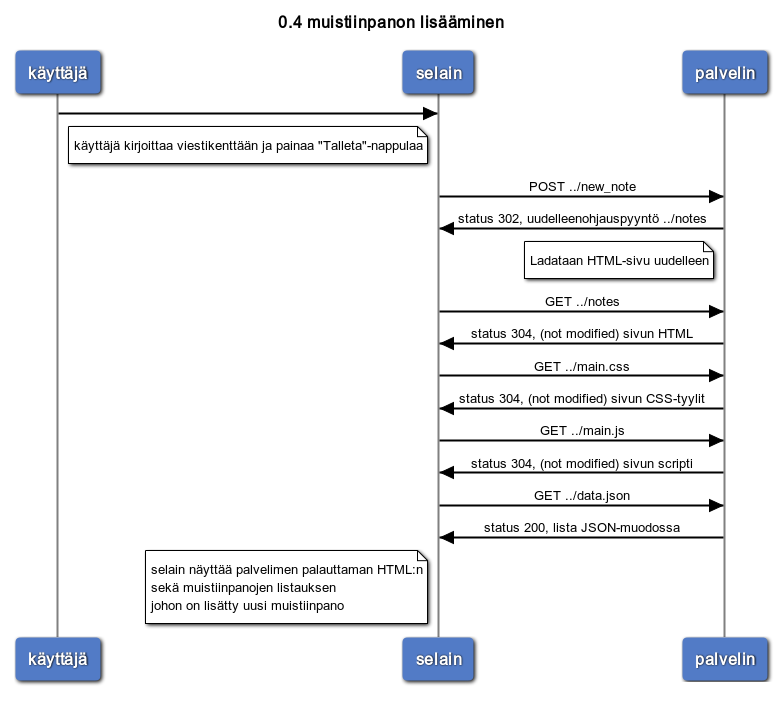 0.4 muistiinpanon lisääminen
käyttäjä
selain
palvelin
käyttäjä kirjoittaa viestikenttään ja painaa "Talleta"-nappulaa
POST ../new_note
status 302, uudelleenohjauspyyntö ../notes
Ladataan HTML-sivu uudelleen
GET ../notes
status 304, (not modified) sivun HTML
GET ../main.css
status 304, (not modified) sivun CSS-tyylit
GET ../main.js
status 304, (not modified) sivun scripti
GET ../data.json
status 200, lista JSON-muodossa
selain näyttää palvelimen palauttaman HTML:n
sekä muistiinpanojen listauksen
johon on lisätty uusi muistiinpano
käyttäjä
selain
palvelin